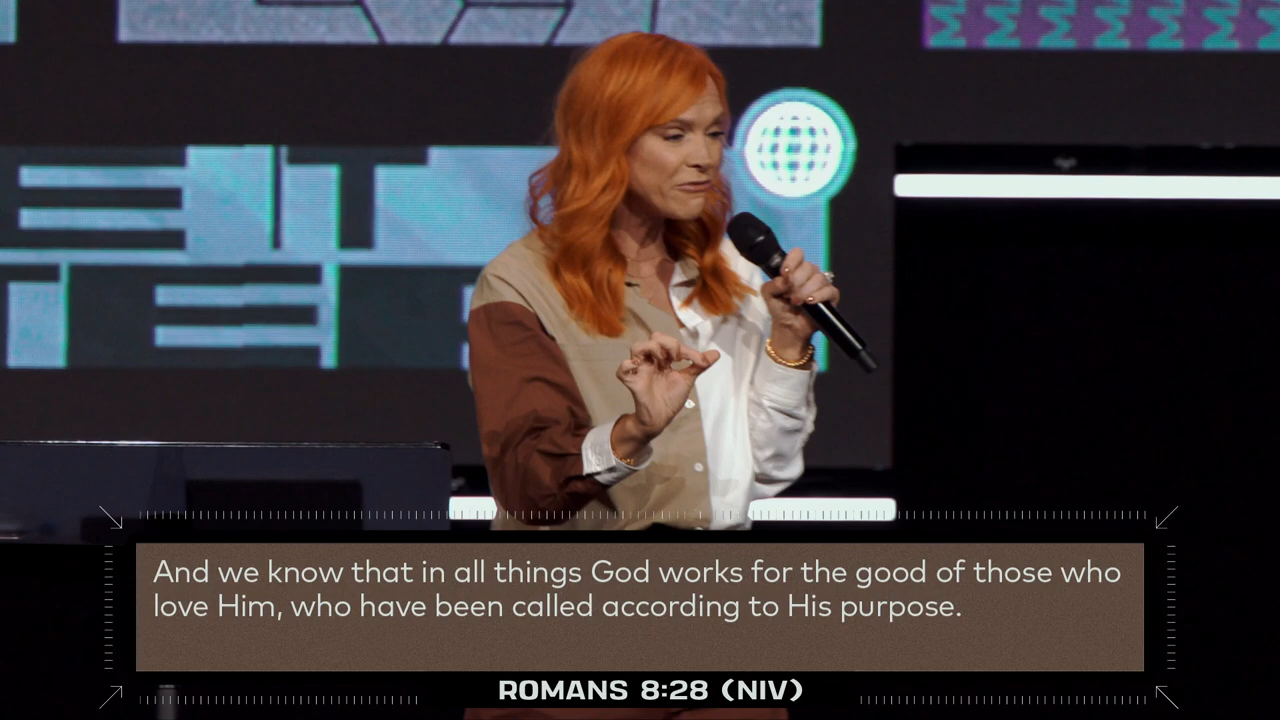 And we know that in all things God works for the good of those who
love Him, who have been called according to His purpose.
ROMANS 8:28 (NIV)